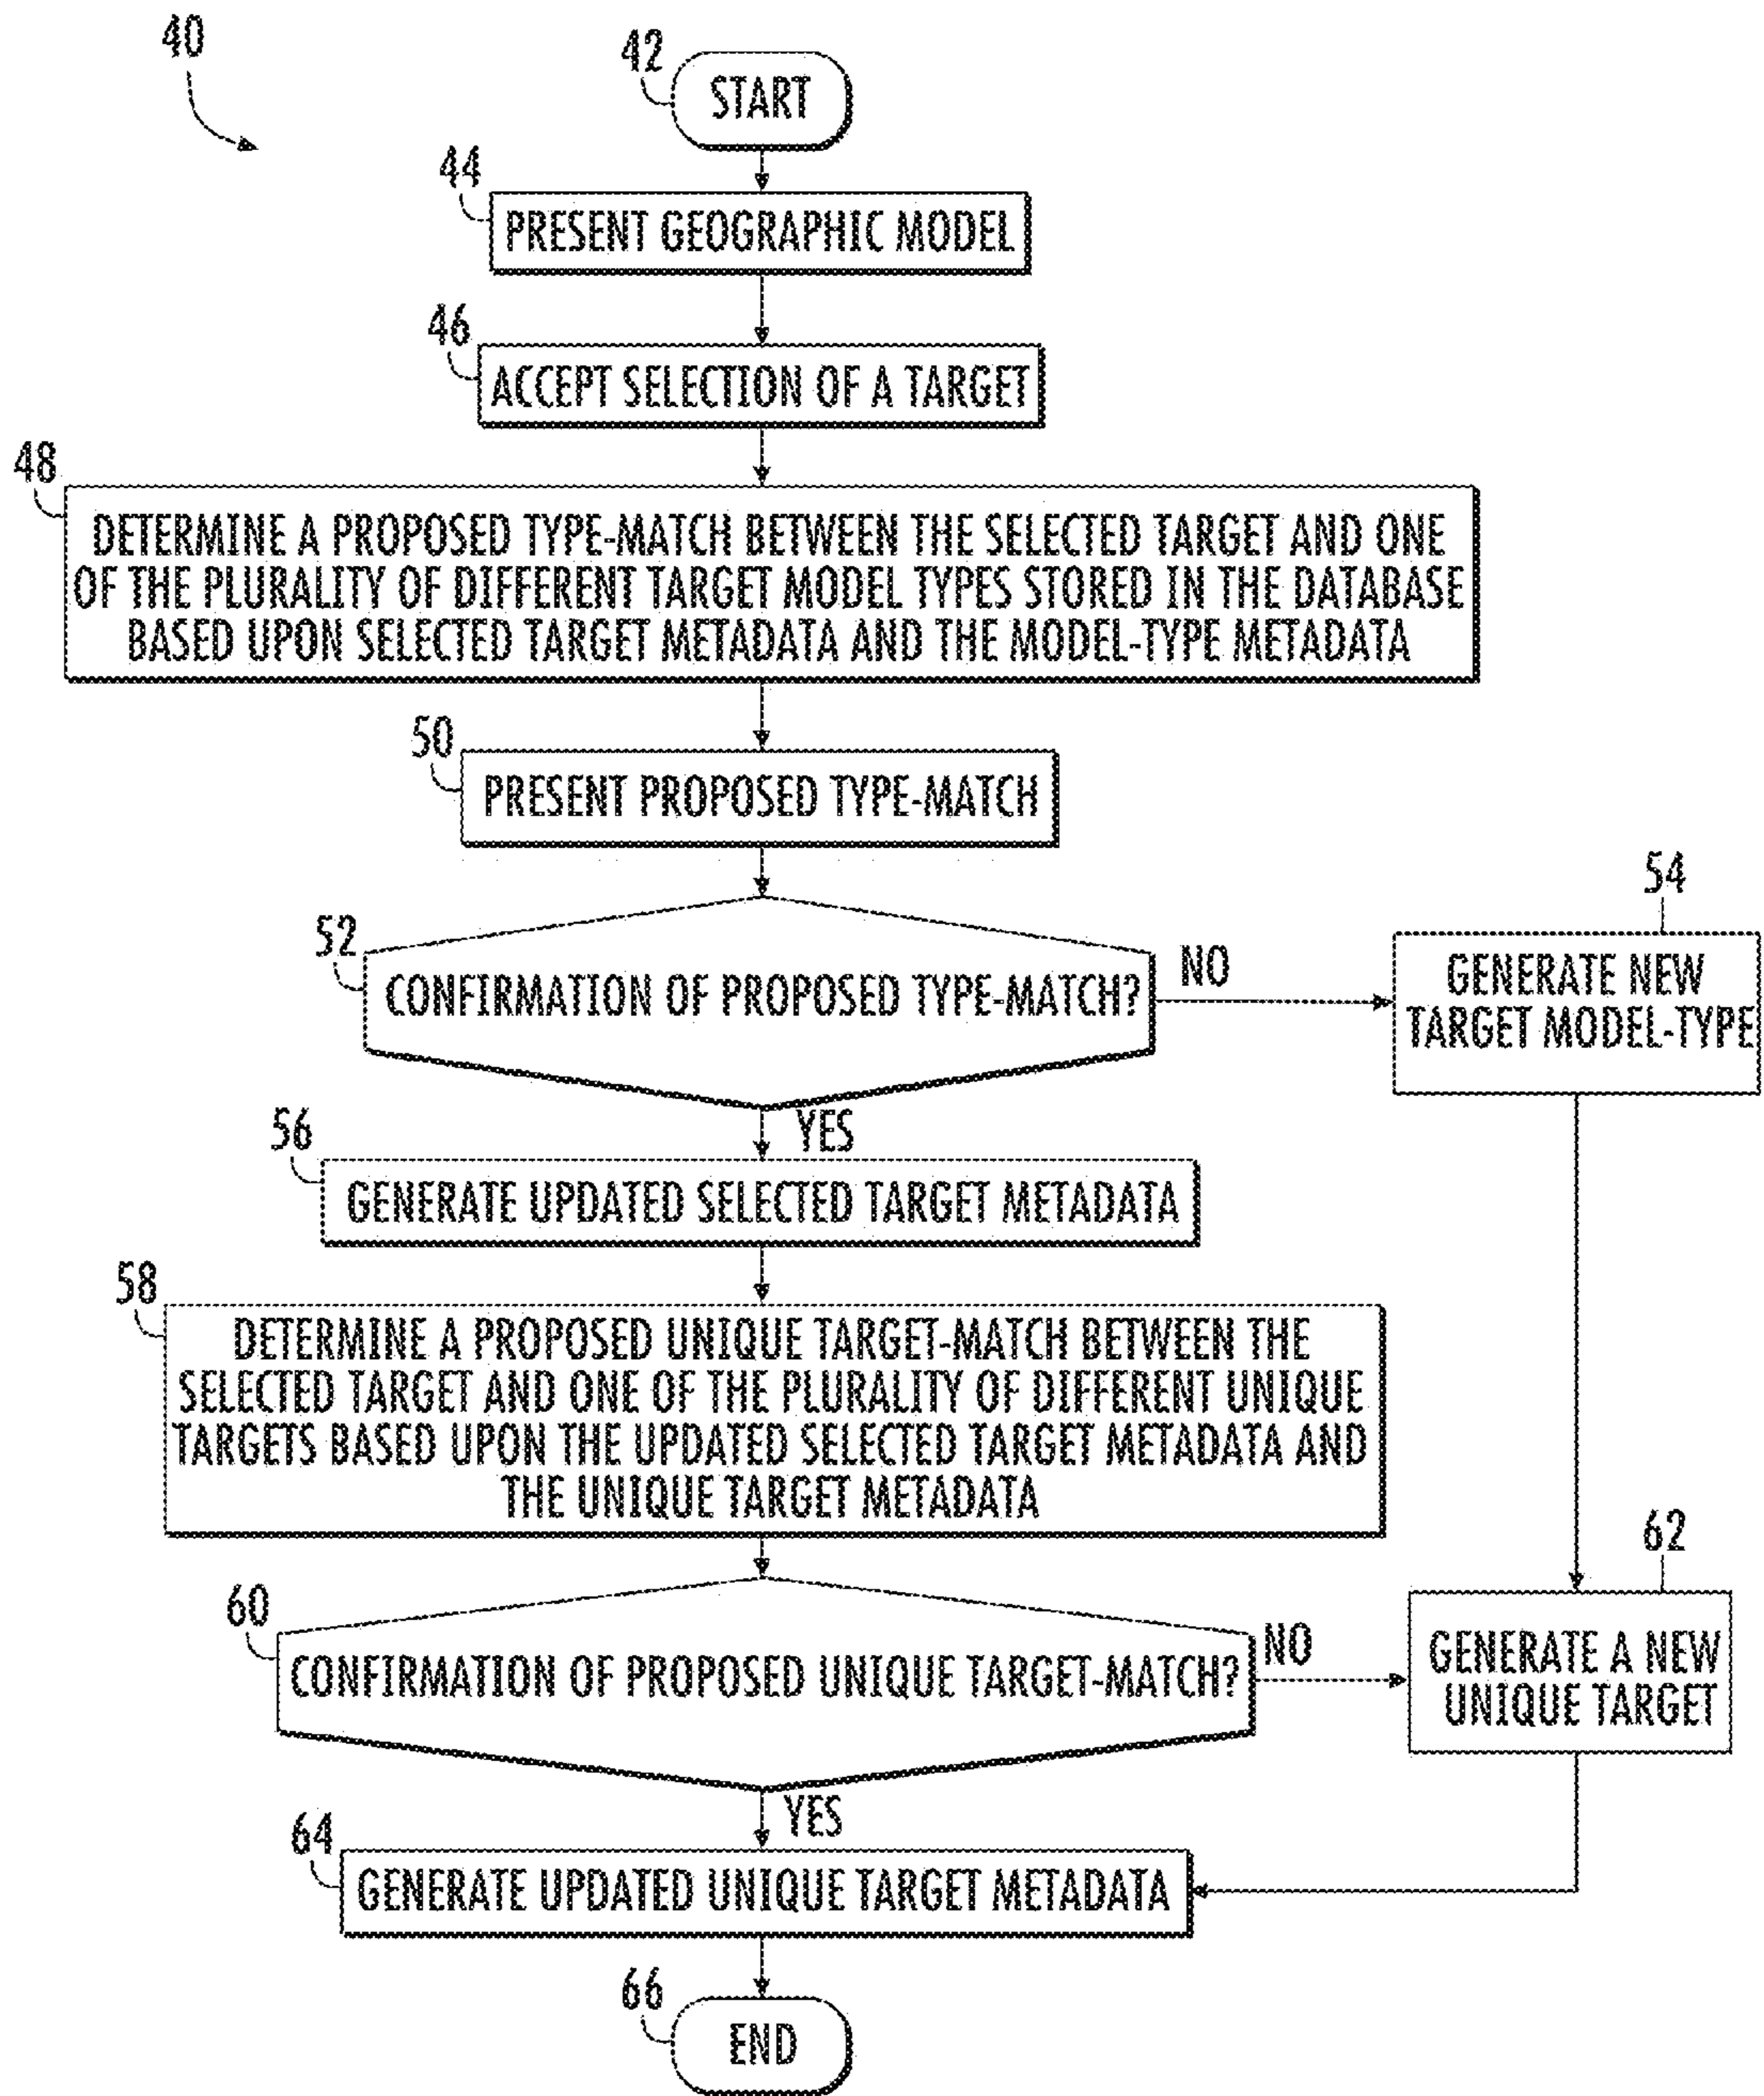 40
42
START
44
PRESENT GEOGRAPHIC MODEL
46
ACCEPT SELECTION OF A TARGET
48
DETERMINE A PROPOSED TYPE-MATCH BETWEEN THE SELECTED TARGET AND ONE
OF THE PLURALITY OF DIFFERENT TARGET MODEL TYPES STORED IN THE DATABASE
BASED UPON SELECTED TARGET METADATA AND THE MODEL-TYPE METADATA
50
PRESENT PROPOSED TYPE-MATCH
52
CONFIRMATION OF PROPOSED TYPE-MATCH?
NO
54
GENERATE NEW
TARGET MODEL-TYPE
YES
56
GENERATE UPDATED SELECTED TARGET METADATA
58
DETERMINE A PROPOSED UNIQUE TARGET-MATCH BETWEEN THE
SELECTED TARGET AND ONE OF THE PLURALITY OF DIFFERENT UNIQUE
TARGETS BASED UPON THE UPDATED SELECTED TARGET METADATA AND
THE UNIQUE TARGET METADATA
60
CONFIRMATION OF PROPOSED UNIQUE TARGET-MATCH?
NO
62
GENERATE A NEW
UNIQUE TARGET
YES
64
GENERATE UPDATED UNIQUE TARGET METADATA
66
END